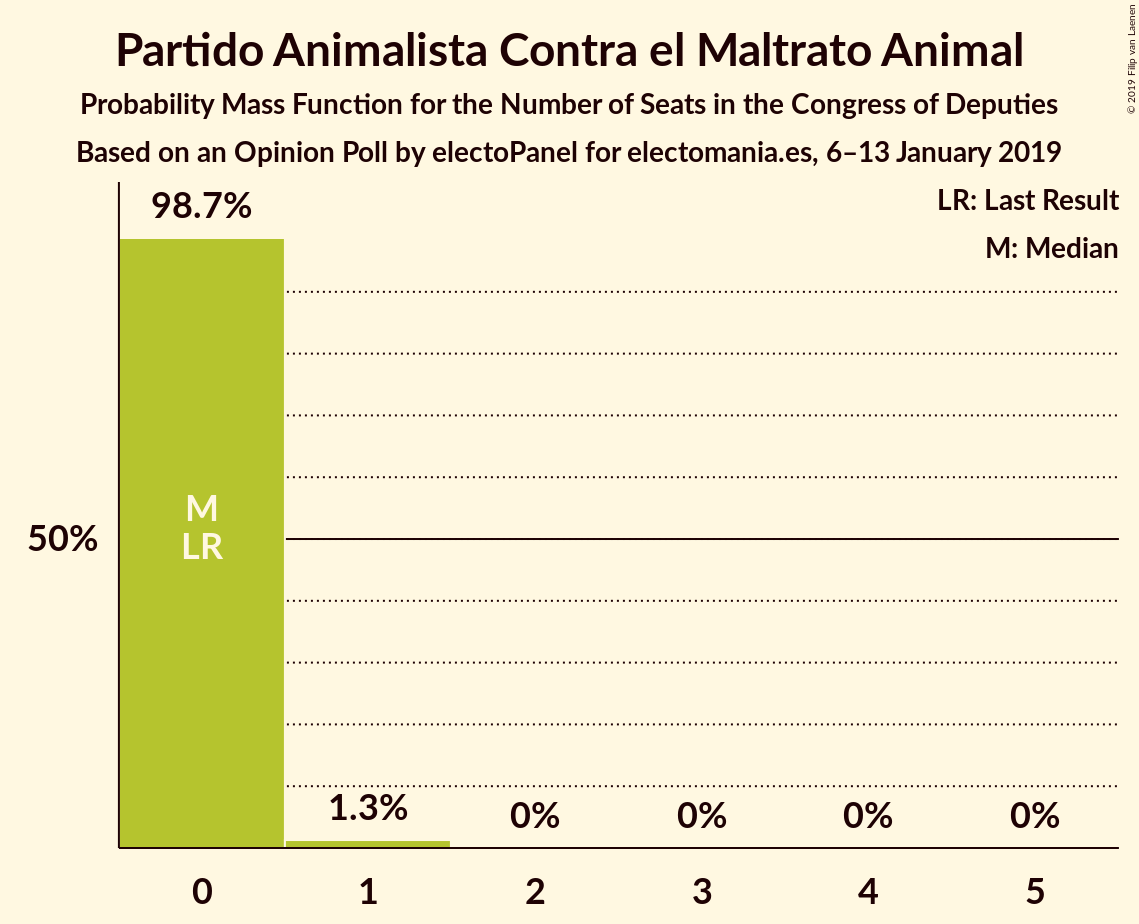 Partido Animalista Contra el Maltrato Animal
Probability Mass Function for the Number of Seats in the Congress of Deputies
Based on an Opinion Poll by electoPanel for electomania.es, 6–13 January 2019
© 2019 Filip van Laenen
LR: Last Result
M: Median
98.7%
M
LR
50%
1.3%
0%
0%
0%
0%
0
1
2
3
4
5